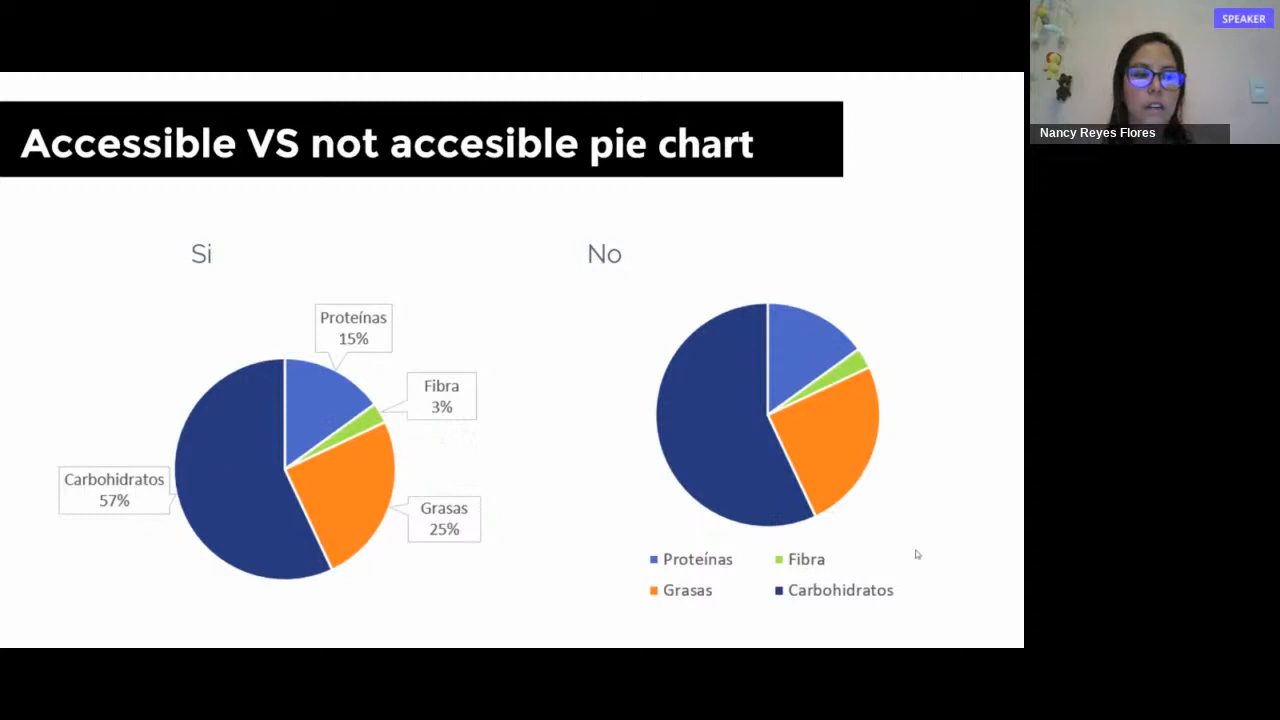 SPEAKER
Nancy Reyes Flores
Accessible VS not accesible pie chart
Si
No
Proteínas
15%
Fibra
3%
Carbohidratos
57%
Grasas
25%
Proteínas
Fibra
Grasas
Carbohidratos